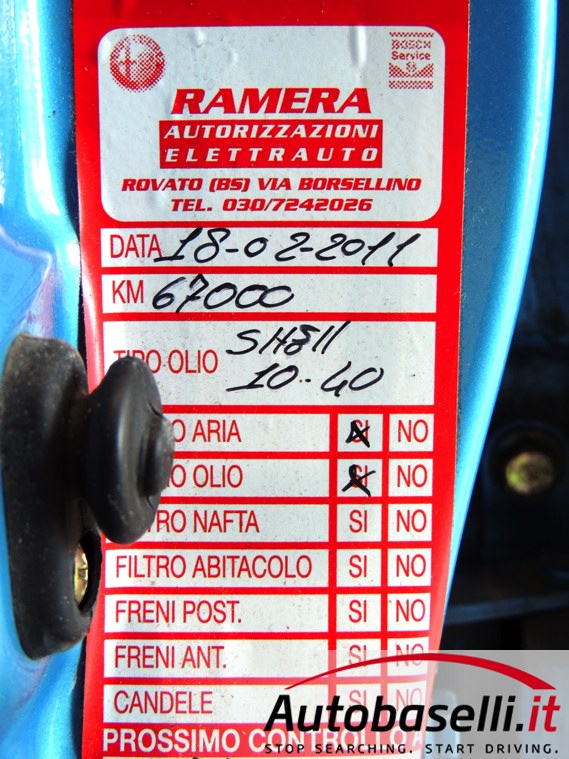 BOSCH
Service
RAMERA
AUTORIZZAZIONI
ELETTRAUTO
ROVATO (BS) VIA BORSELLINO
TEL. 030/7242026
DATA 18-02-2011
KM 67000
TIPO OLIO SHell
10-40
O ARIA SI NO
O OLIO SI NO
TRO NAFTA SI NO
FILTRO ABITACOLO SI NO
FRENI POST. SI NO
FRENI ANT. SI NO
CANDELE SI NO
PROSSIMO CONTROLLO A
Autobaselli.it
STOP SEARCHING. START DRIVING.